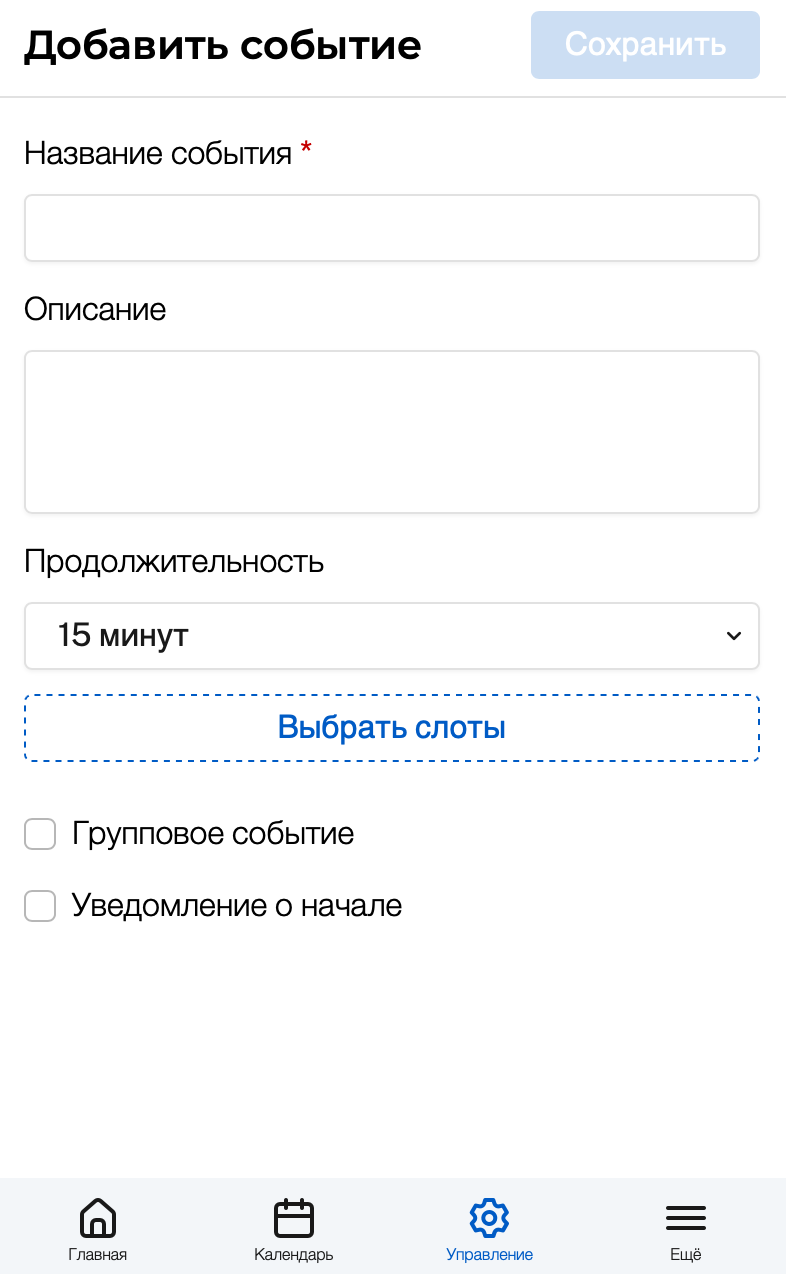 Добавить событие
Сохранить
Название события *
Описание
Продолжительность
15 минут
Выбрать слоты
Групповое событие
Уведомление о начале
Главная
Календарь
Управление
Ещё